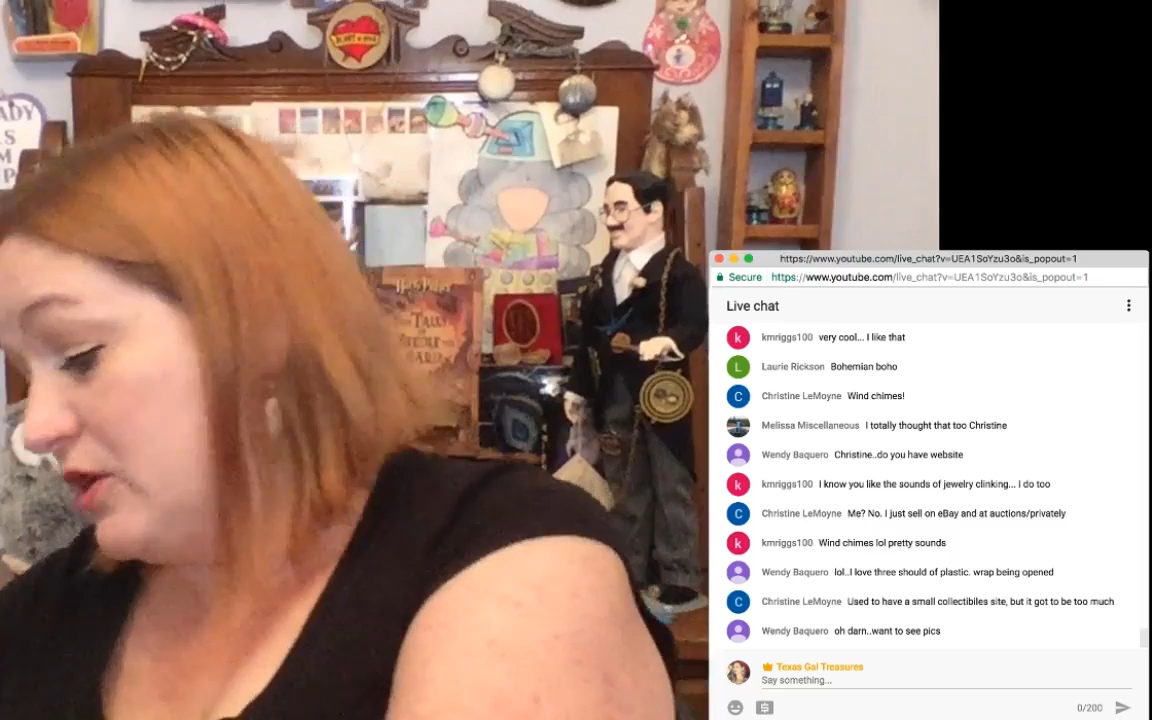 ADY
S
M
P
Harry Potter
THE TALES
BEEDLE THE
BARD
https://www.youtube.com/live_chat?v=UEA1SoYzu3o&is_popout=1
Secure https://www.youtube.com/live_chat?v=UEA1SoYzu3o&is_popout=1
Live chat
k kmriggs100 very cool... I like that
L Laurie Rickson Bohemian boho
C Christine LeMoyne Wind chimes!
Melissa Miscellaneous I totally thought that too Christine
Wendy Baquero Christine..do you have website
k kmriggs100 I know you like the sounds of jewelry clinking... I do too
C Christine LeMoyne Me? No. I just sell on eBay and at auctions/privately
k kmriggs100 Wind chimes lol pretty sounds
Wendy Baquero lol..I love three should of plastic. wrap being opened
C Christine LeMoyne Used to have a small collectibiles site, but it got to be too much
Wendy Baquero oh darn..want to see pics
Texas Gal Treasures
Say something...
0/200